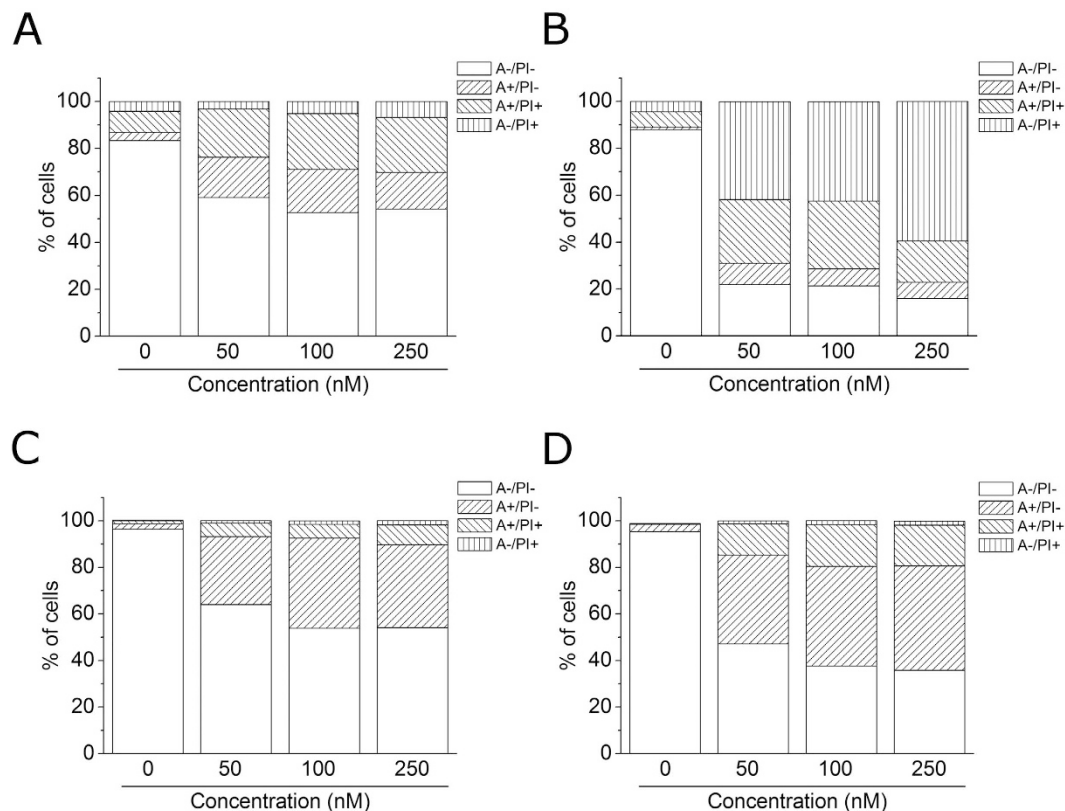 A
A-/PI-
A+/PI-
A+/PI+
A-/PI+
100
80
60
40
20
0
% of cells
0 50 100 250
Concentration (nM)
B
A-/PI-
A+/PI-
A+/PI+
A-/PI+
100
80
60
40
20
0
% of cells
0 50 100 250
Concentration (nM)
C
A-/PI-
A+/PI-
A+/PI+
A-/PI+
100
80
60
40
20
0
% of cells
0 50 100 250
Concentration (nM)
D
A-/PI-
A+/PI-
A+/PI+
A-/PI+
100
80
60
40
20
0
% of cells
0 50 100 250
Concentration (nM)